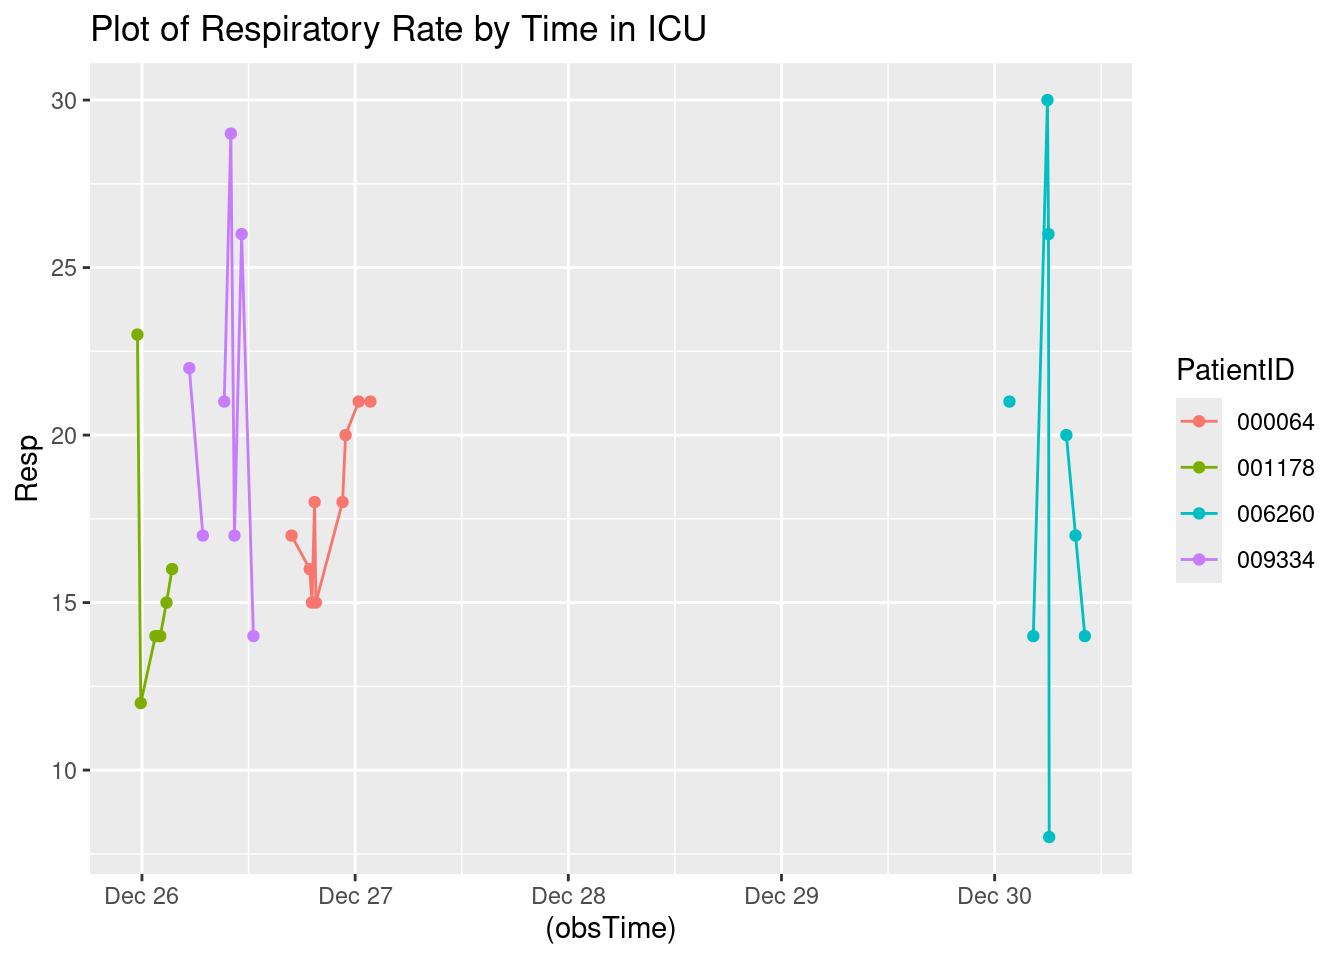 Plot of Respiratory Rate by Time in ICU
30
25
20
15
10
Resp
Dec 26
Dec 27
Dec 28
Dec 29
Dec 30
(obsTime)
PatientID
000064
001178
006260
009334